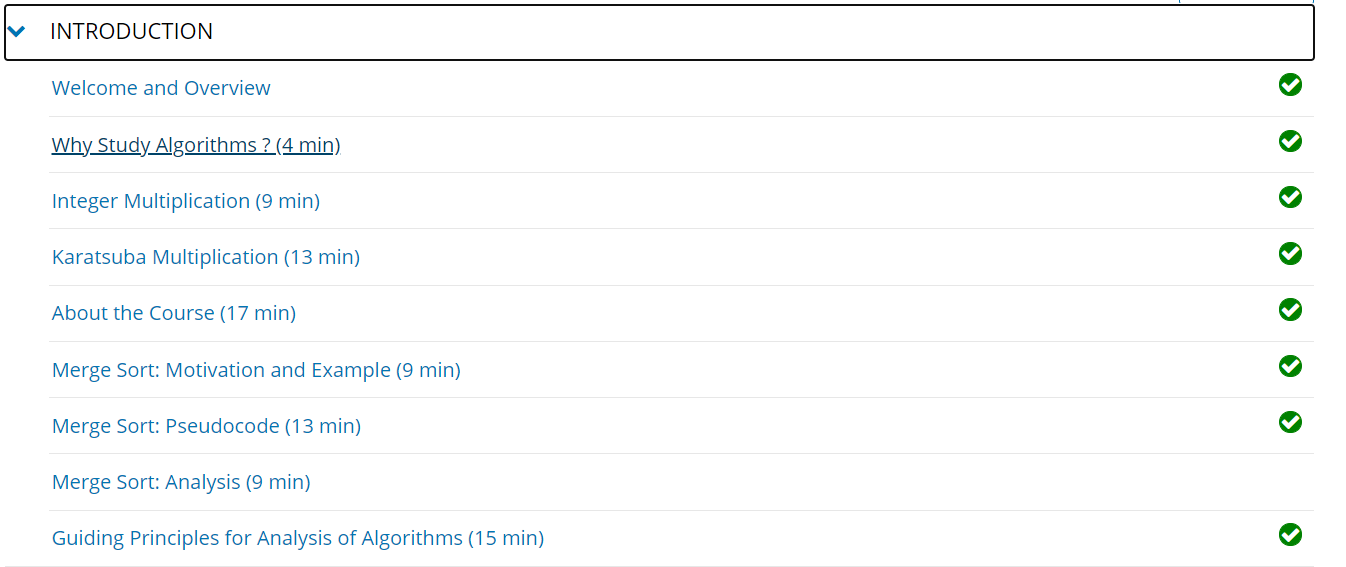 INTRODUCTION
Welcome and Overview
Why Study Algorithms ? (4 min)
Integer Multiplication (9 min)
Karatsuba Multiplication (13 min)
About the Course (17 min)
Merge Sort: Motivation and Example (9 min)
Merge Sort: Pseudocode (13 min)
Merge Sort: Analysis (9 min)
Guiding Principles for Analysis of Algorithms (15 min)